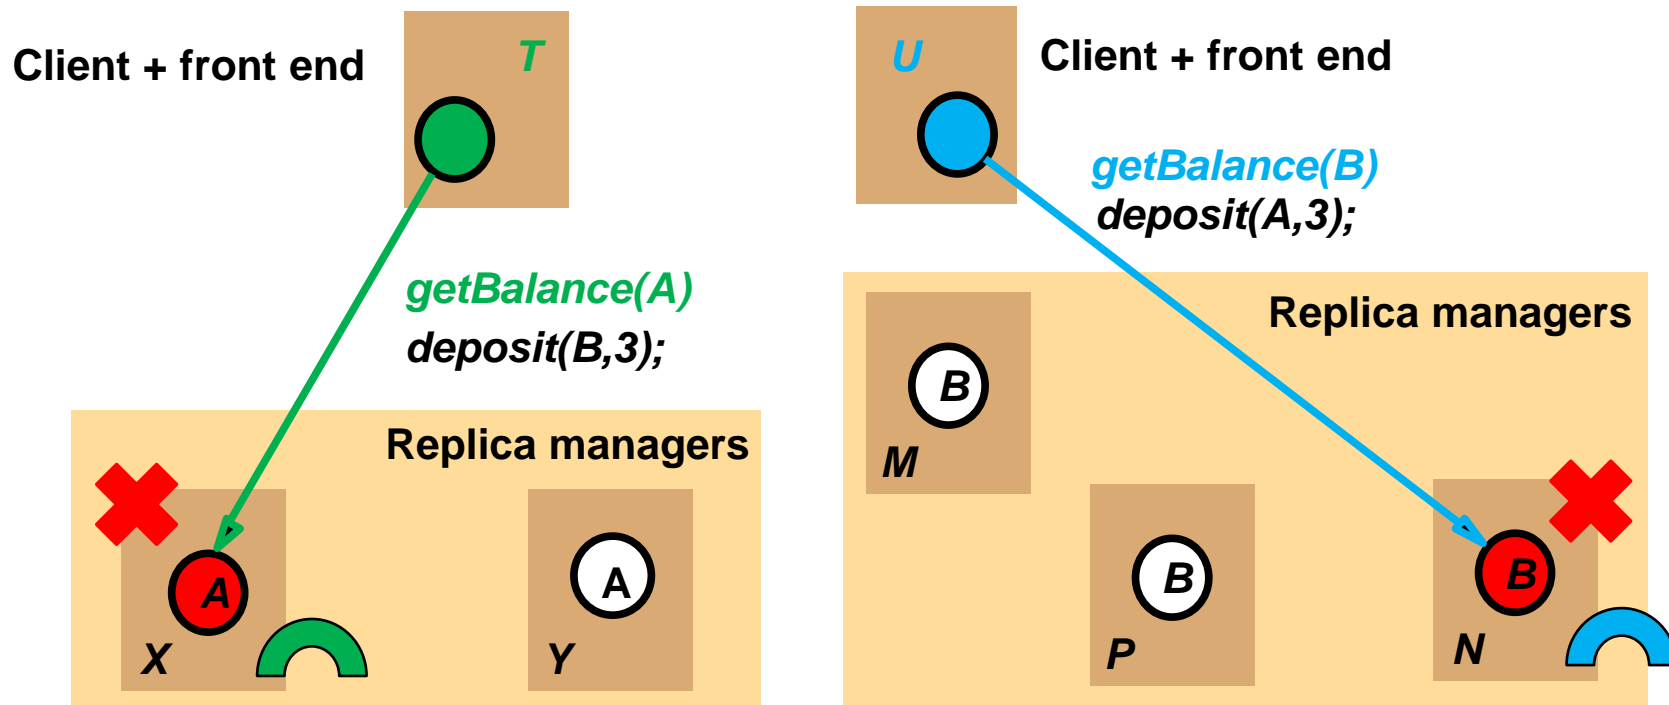 Client + front end
T
getBalance(A)
deposit(B,3);
Replica managers
A
X
A
Y
U
Client + front end
getBalance(B)
deposit(A,3);
Replica managers
B
M
B
P
B
N